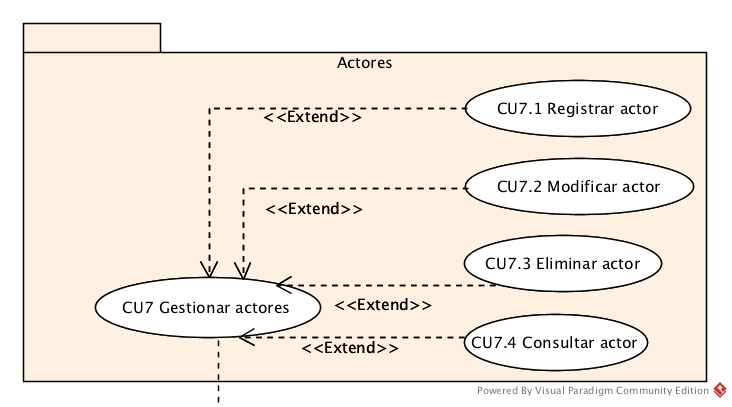 Actores
CU7.1 Registrar actor
<<Extend>>
CU7.2 Modificar actor
<<Extend>>
CU7.3 Eliminar actor
<<Extend>>
CU7 Gestionar actores
CU7.4 Consultar actor
<<Extend>>
Powered By Visual Paradigm Community Edition